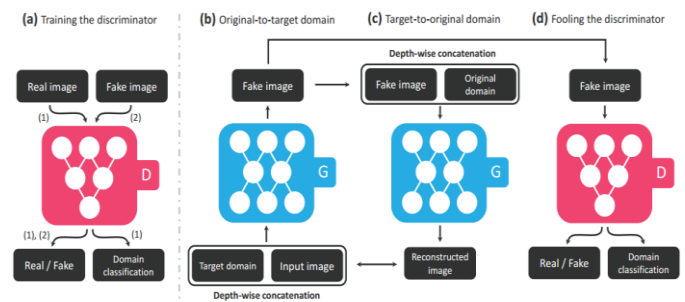 (a) Training the discriminator
(b) Original-to-target domain
(c) Target-to-original domain
(d) Fooling the discriminator
Real image
Fake image
(1)
(2)
D
(1), (2)
(1)
Real / Fake
Domain
classification
Fake image
G
Target domain
Input image
Depth-wise concatenation
Depth-wise concatenation
Fake image
Original
domain
G
Reconstructed
image
Fake image
D
Real / Fake
Domain
classification